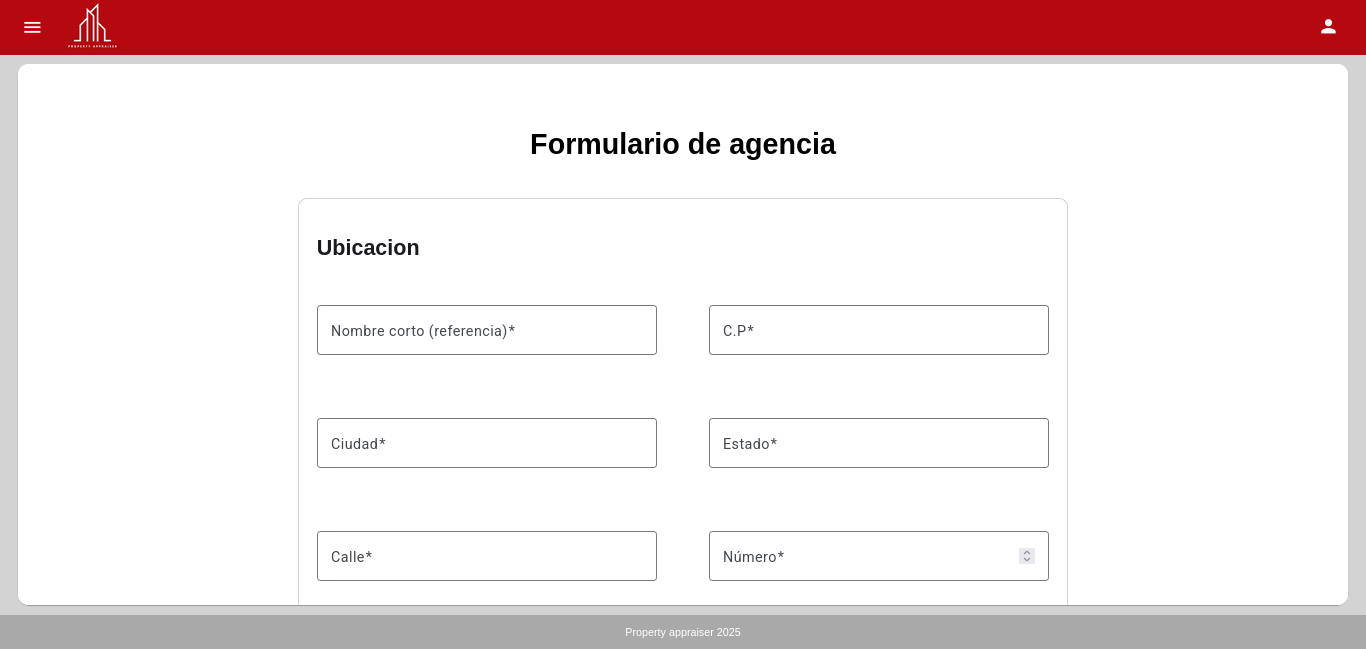 PROPERTY APPRAISER
Formulario de agencia
Ubicacion
Nombre corto (referencia)*
C.P*
Ciudad*
Estado*
Calle*
Número*
Property appraiser 2025